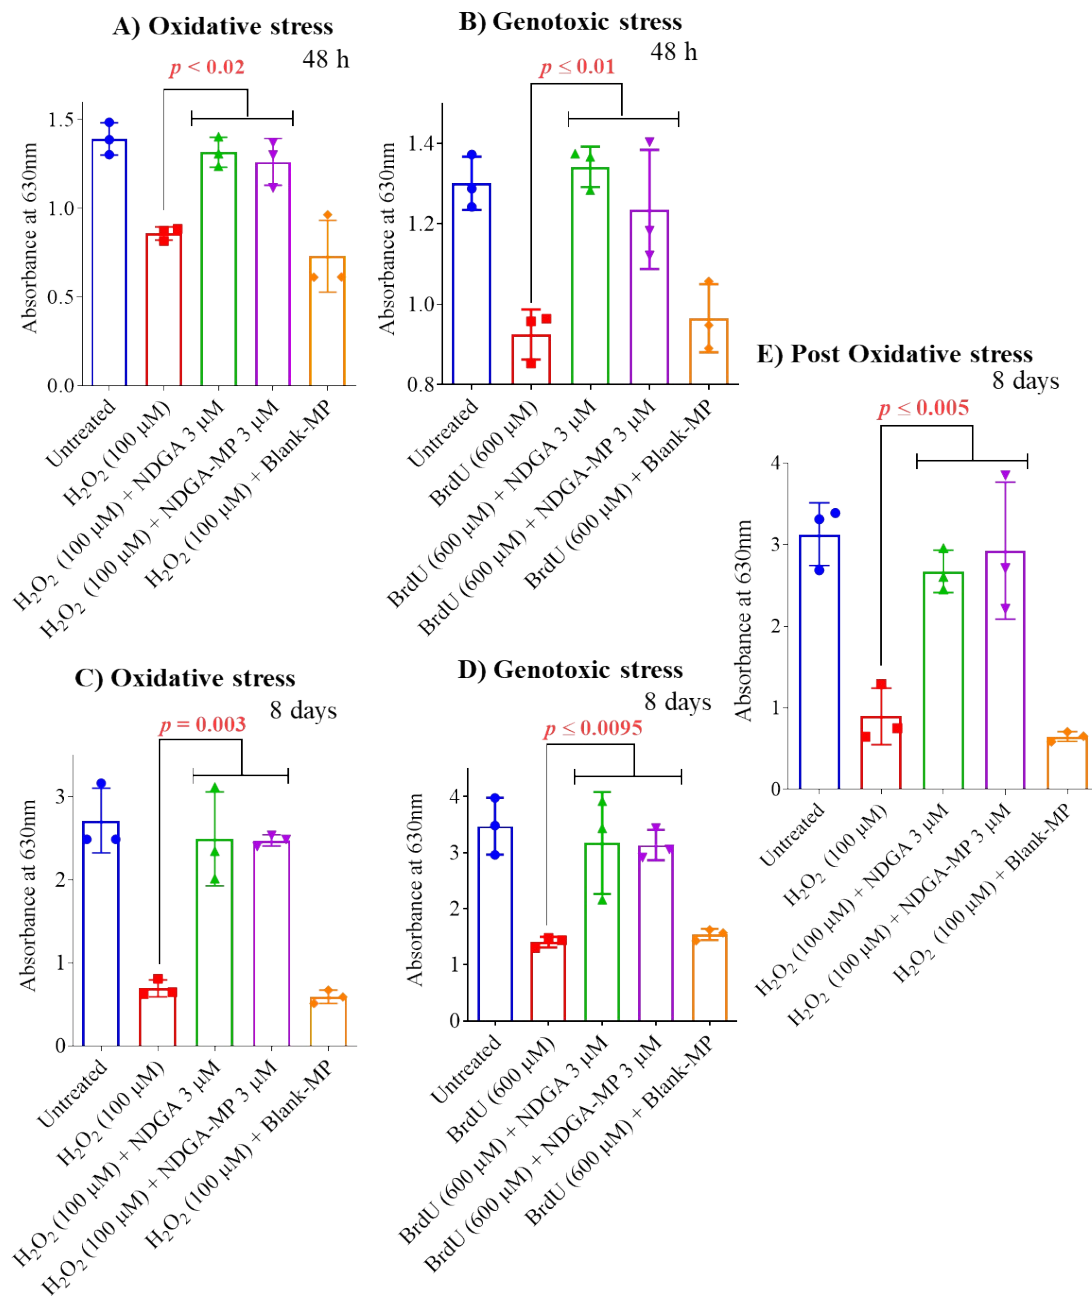 A) Oxidative stress
48 h
p < 0.02
Absorbance at 630nm
1.5
1.0
0.5
0.0
Untreated
H₂O₂ (100 µM)
H₂O₂ (100 µM) + NDGA 3 µM
H₂O₂ (100 µM) + NDGA-MP 3 µM
H₂O₂ (100 µM) + Blank-MP
B) Genotoxic stress
48 h
p ≤ 0.01
Absorbance at 630nm
1.4
1.2
1.0
0.8
Untreated
BrdU (600 µM)
BrdU (600 µM) + NDGA 3 µM
BrdU (600 µM) + NDGA-MP 3 µM
BrdU (600 µM) + Blank-MP
C) Oxidative stress
8 days
p = 0.003
Absorbance at 630nm
3
2
1
0
Untreated
H₂O₂ (100 µM)
H₂O₂ (100 µM) + NDGA 3 µM
H₂O₂ (100 µM) + NDGA-MP 3 µM
H₂O₂ (100 µM) + Blank-MP
D) Genotoxic stress
8 days
p ≤ 0.0095
Absorbance at 630nm
4
3
2
1
0
Untreated
BrdU (600 µM)
BrdU (600 µM) + NDGA 3 µM
BrdU (600 µM) + NDGA-MP 3 µM
BrdU (600 µM) + Blank-MP
E) Post Oxidative stress
8 days
p ≤ 0.005
Absorbance at 630nm
4
3
2
1
0
Untreated
H₂O₂ (100 µM)
H₂O₂ (100 µM) + NDGA 3 µM
H₂O₂ (100 µM) + NDGA-MP 3 µM
H₂O₂ (100 µM) + Blank-MP